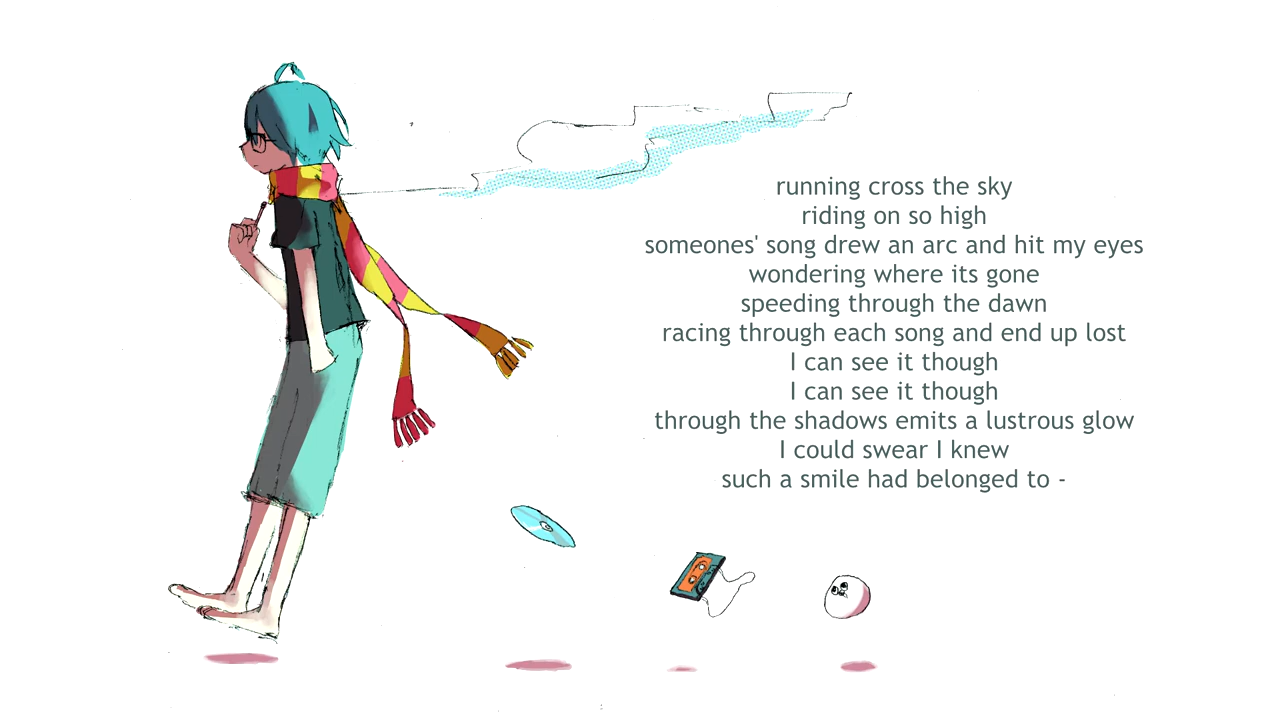 running cross the sky
riding on so high
someones' song drew an arc and hit my eyes
wondering where its gone
speeding through the dawn
racing through each song and end up lost
I can see it though
I can see it though
through the shadows emits a lustrous glow
I could swear I knew
such a smile had belonged to -